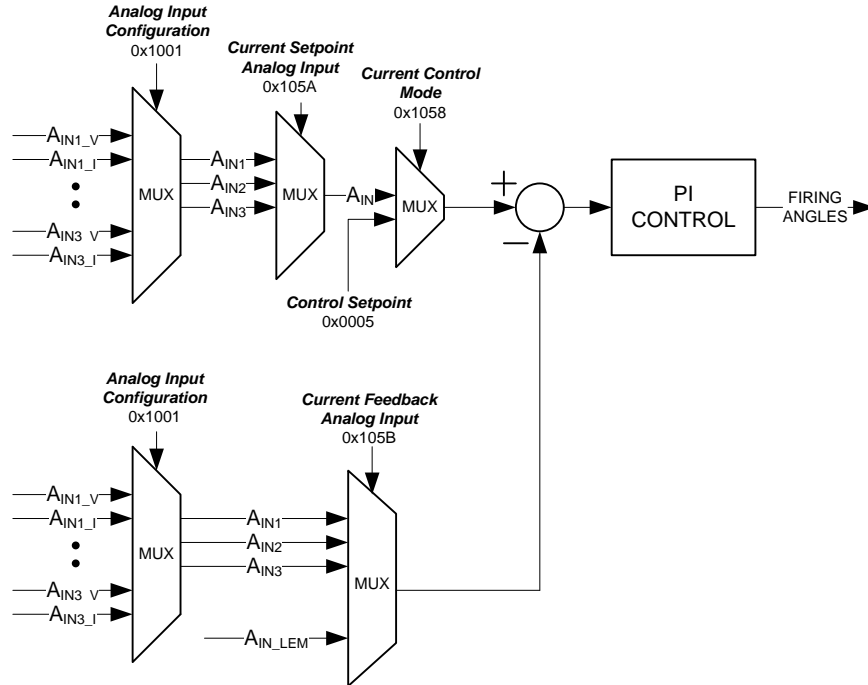 Analog Input
Configuration
0x1001
Current Setpoint
Analog Input
0x105A
Current Control
Mode
0x1058
AIN1_V
AIN1_I
AIN3_V
AIN3_I
MUX
AIN1
AIN2
AIN3
MUX
AIN
MUX
Control Setpoint
0x0005
+
−
PI
CONTROL
FIRING
ANGLES
Analog Input
Configuration
0x1001
Current Feedback
Analog Input
0x105B
AIN1_V
AIN1_I
AIN3_V
AIN3_I
MUX
AIN1
AIN2
AIN3
AIN_LEM
MUX